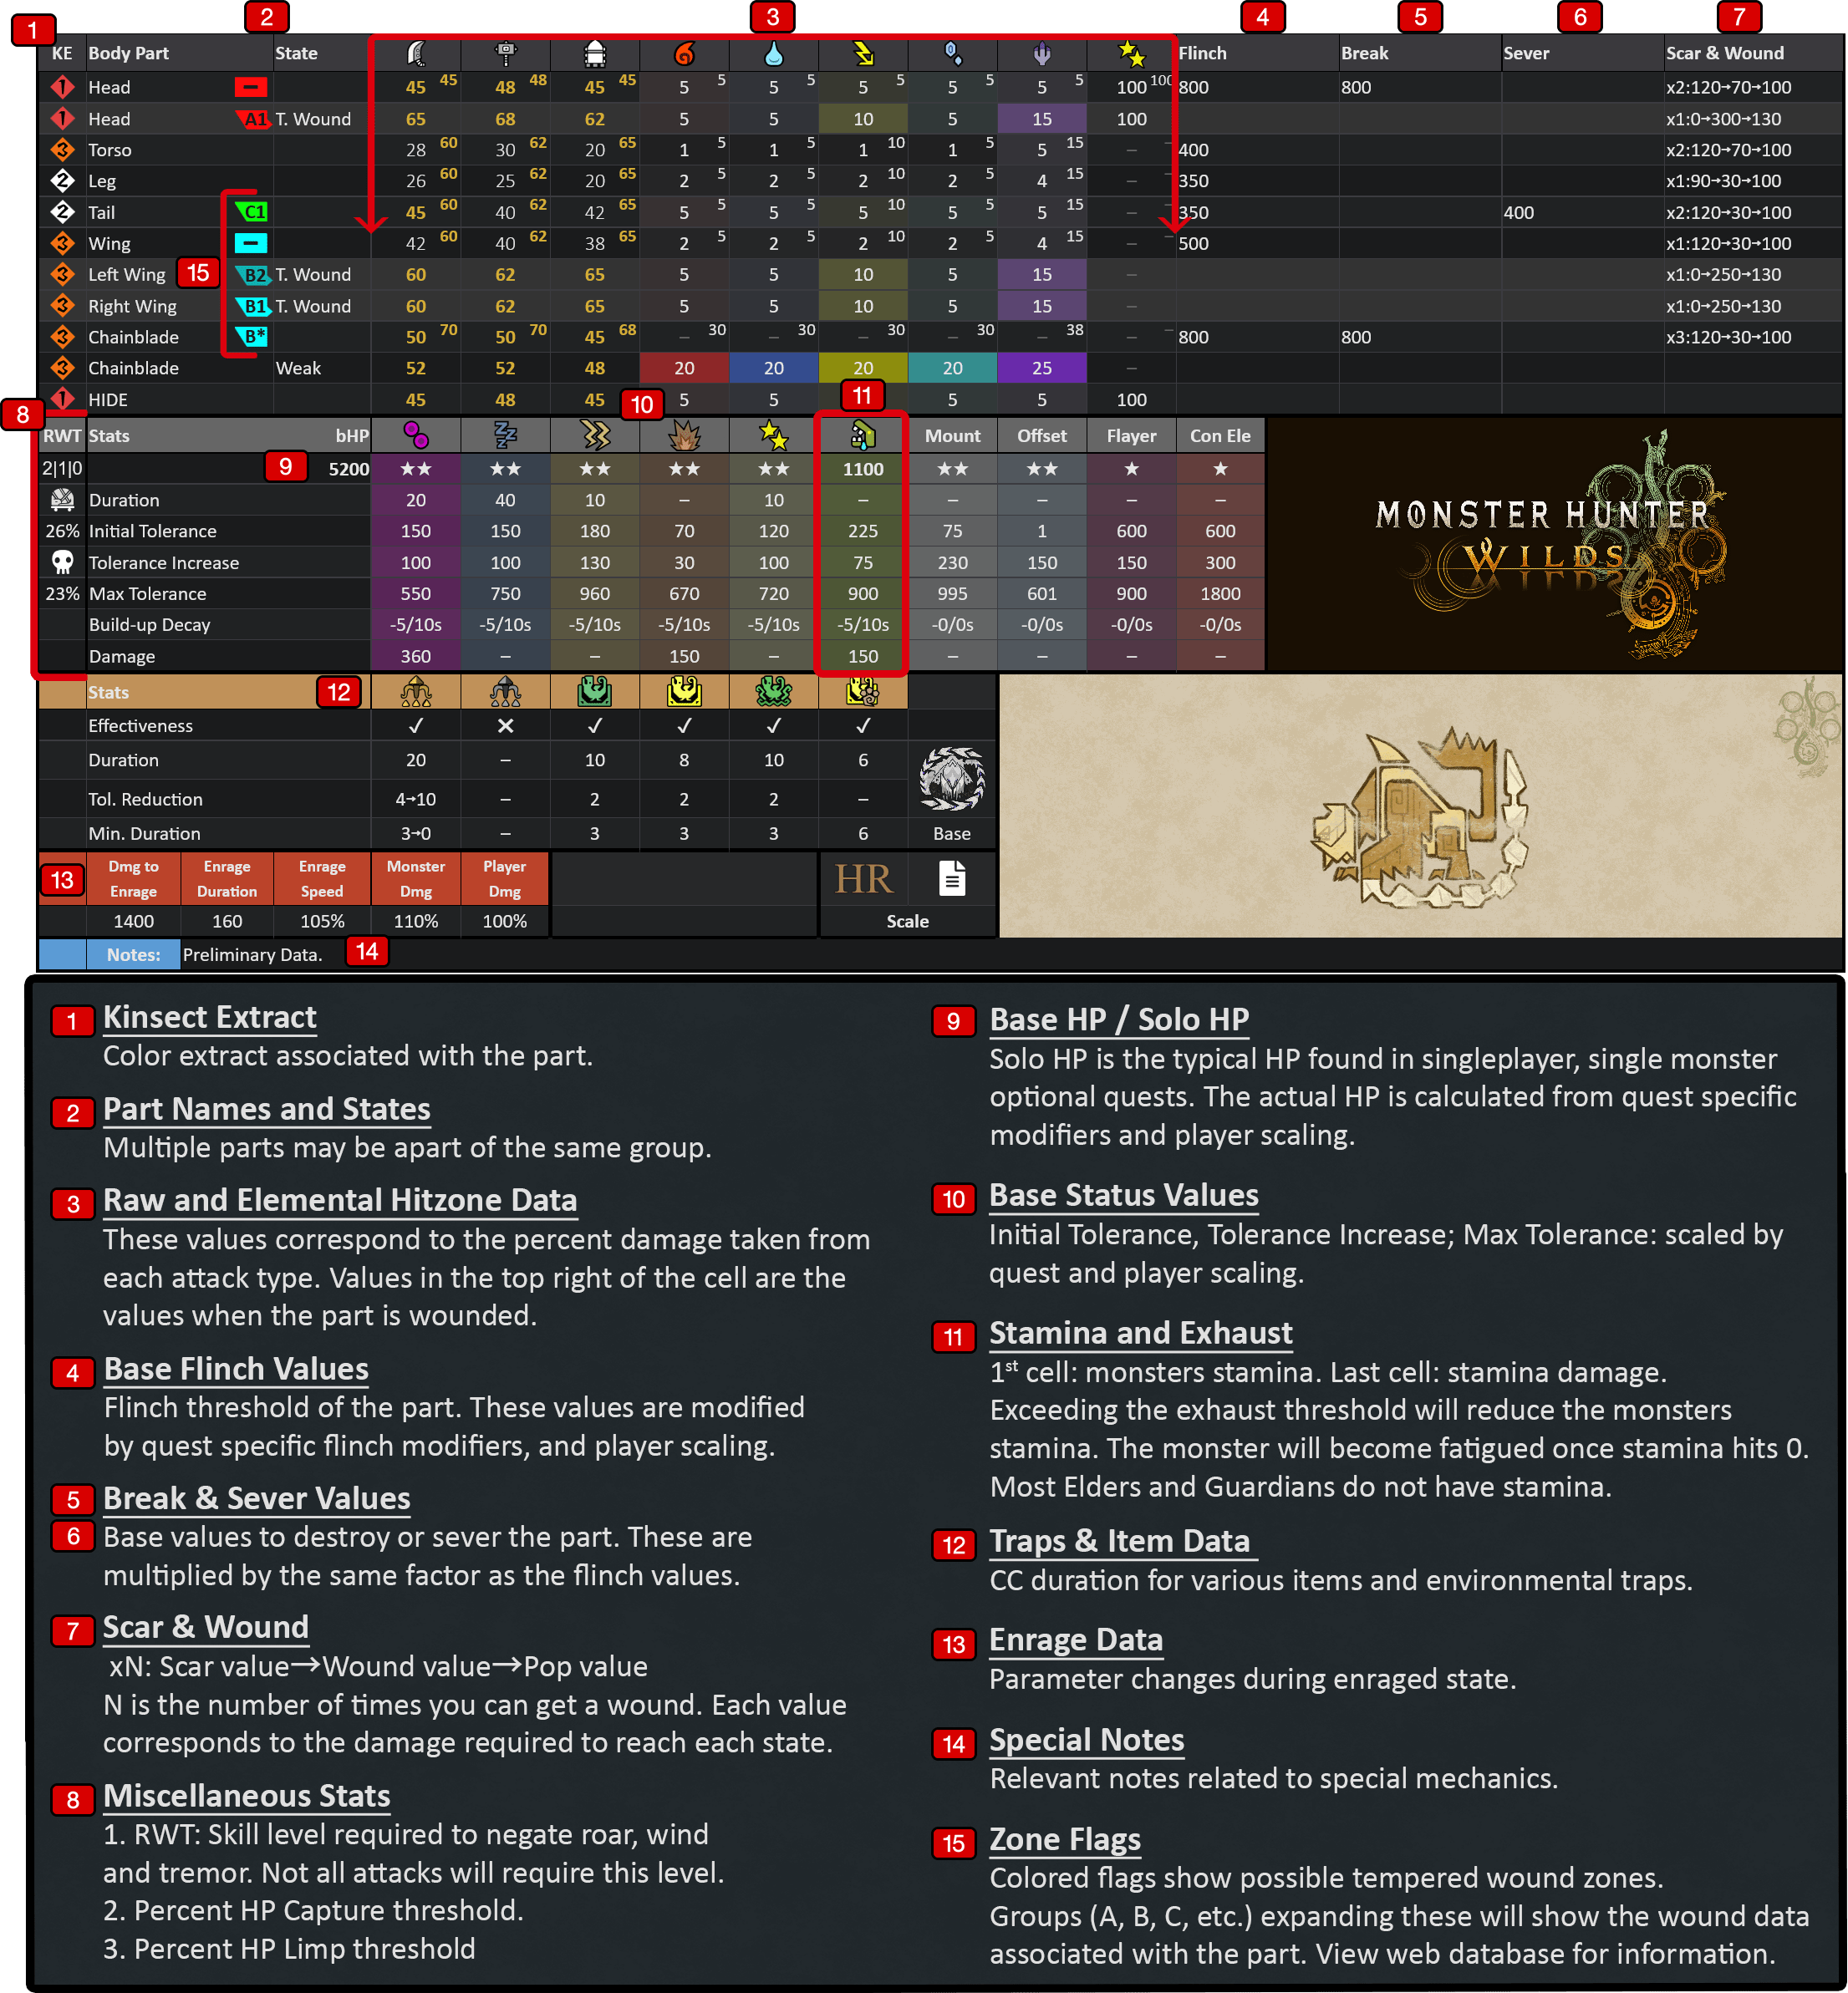 1 2 3 4 5 6 7
KE Body Part State Flinch Break Sever Scar & Wound
1 Head – 45 45 48 48 45 45 5 5 5 5 5 5 5 5 5 5 100 100 800 800 x2:120→70→100
1 Head A1 T. Wound 65 68 62 5 5 10 5 15 100 x1:0→300→130
3 Torso 28 60 30 62 20 65 1 5 1 5 1 10 1 5 5 15 – – 400 x2:120→70→100
2 Leg 26 60 25 62 20 65 2 5 2 5 2 10 2 5 4 15 – – 350 x1:90→30→100
2 Tail C1 45 60 40 62 42 65 5 5 5 5 5 10 5 5 5 15 – – 350 400 x2:120→30→100
3 Wing – 42 60 40 62 38 65 2 5 2 5 2 10 2 5 4 15 – – 500 x1:120→30→100
3 Left Wing 15 B2 T. Wound 60 62 65 5 5 10 5 15 – x1:0→250→130
3 Right Wing B1 T. Wound 60 62 65 5 5 10 5 15 – x1:0→250→130
3 Chainblade B* 50 70 50 70 45 68 – 30 – 30 – 30 – 30 – 38 – – 800 800 x3:120→30→100
3 Chainblade Weak 52 52 48 20 20 20 20 25 –
1 HIDE 45 48 45 10 5 5 11 5 5 100
8
RWT Stats bHP Mount Offset Flayer Con Ele
2|1|0 9 5200 ★★ ★★ ★★ ★★ ★★ 1100 ★★ ★★ ★ ★
Duration 20 40 10 – 10 – – – – –
26% Initial Tolerance 150 150 180 70 120 225 75 1 600 600
Tolerance Increase 100 100 130 30 100 75 230 150 150 300
23% Max Tolerance 550 750 960 670 720 900 995 601 900 1800
Build-up Decay -5/10s -5/10s -5/10s -5/10s -5/10s -5/10s -0/0s -0/0s -0/0s -0/0s
Damage 360 – – 150 – 150 – – – –
MONSTER HUNTER
WILDS
Stats 12
Effectiveness ✓ ✕ ✓ ✓ ✓ ✓
Duration 20 – 10 8 10 6
Tol. Reduction 4→10 – 2 2 2 –
Min. Duration 3→0 – 3 3 3 6 Base
13 Dmg to Enrage Enrage Duration Enrage Speed Monster Dmg Player Dmg HR
1400 160 105% 110% 100% Scale
Notes: Preliminary Data. 14
1 Kinsect Extract
Color extract associated with the part.
2 Part Names and States
Multiple parts may be apart of the same group.
3 Raw and Elemental Hitzone Data
These values correspond to the percent damage taken from
each attack type. Values in the top right of the cell are the
values when the part is wounded.
4 Base Flinch Values
Flinch threshold of the part. These values are modified
by quest specific flinch modifiers, and player scaling.
5 Break & Sever Values
6 Base values to destroy or sever the part. These are
multiplied by the same factor as the flinch values.
7 Scar & Wound
xN: Scar value→Wound value→Pop value
N is the number of times you can get a wound. Each value
corresponds to the damage required to reach each state.
8 Miscellaneous Stats
1. RWT: Skill level required to negate roar, wind
and tremor. Not all attacks will require this level.
2. Percent HP Capture threshold.
3. Percent HP Limp threshold
9 Base HP / Solo HP
Solo HP is the typical HP found in singleplayer, single monster
optional quests. The actual HP is calculated from quest specific
modifiers and player scaling.
10 Base Status Values
Initial Tolerance, Tolerance Increase; Max Tolerance: scaled by
quest and player scaling.
11 Stamina and Exhaust
1st cell: monsters stamina. Last cell: stamina damage.
Exceeding the exhaust threshold will reduce the monsters
stamina. The monster will become fatigued once stamina hits 0.
Most Elders and Guardians do not have stamina.
12 Traps & Item Data
CC duration for various items and environmental traps.
13 Enrage Data
Parameter changes during enraged state.
14 Special Notes
Relevant notes related to special mechanics.
15 Zone Flags
Colored flags show possible tempered wound zones.
Groups (A, B, C, etc.) expanding these will show the wound data
associated with the part. View web database for information.